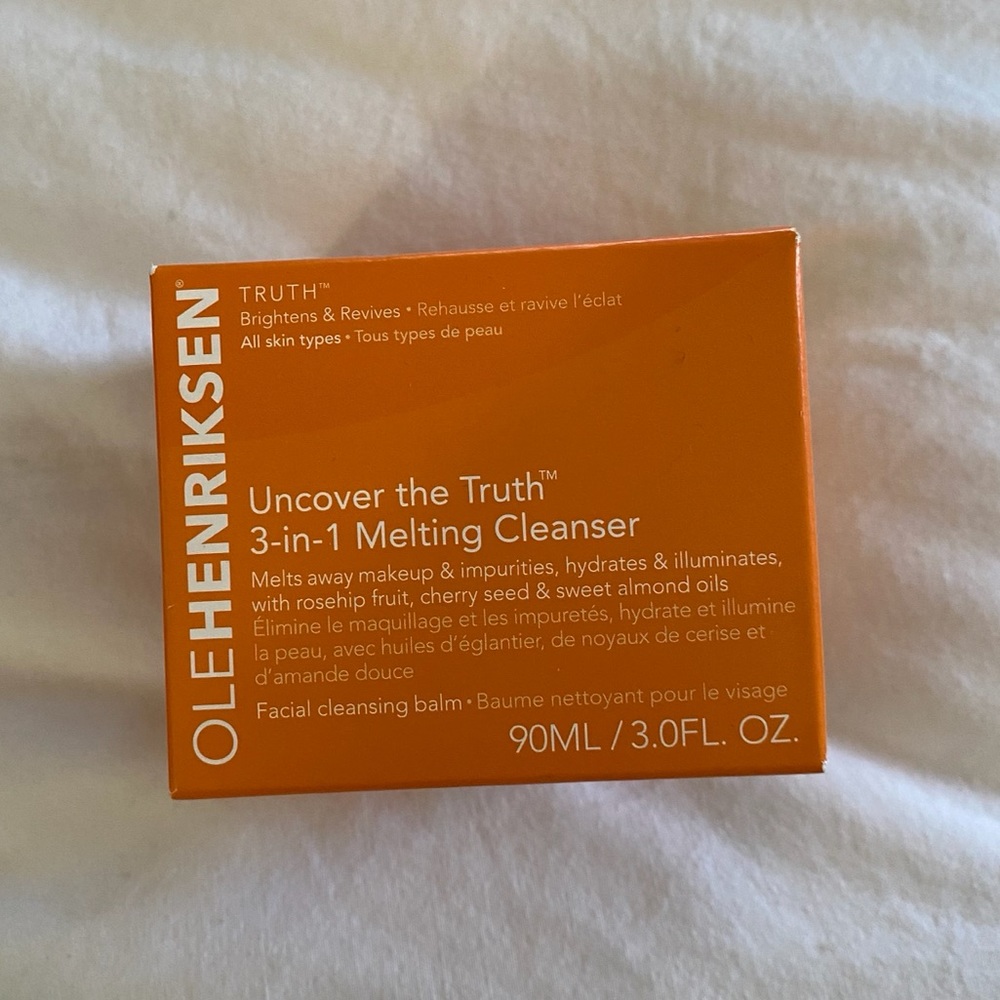 OLEHENRIKSEN®
TRUTH™
Brightens & Revives • Rehausse et ravive l'éclat
All skin types • Tous types de peau
Uncover the Truth™
3-in-1 Melting Cleanser
Melts away makeup & impurities, hydrates & illuminates,
with rosehip fruit, cherry seed & sweet almond oils
Élimine le maquillage et les impuretés, hydrate et illumine
la peau, avec huiles d'églantier, de noyaux de cerise et
d'amande douce
Facial cleansing balm • Baume nettoyant pour le visage
90ML / 3.0FL. OZ.